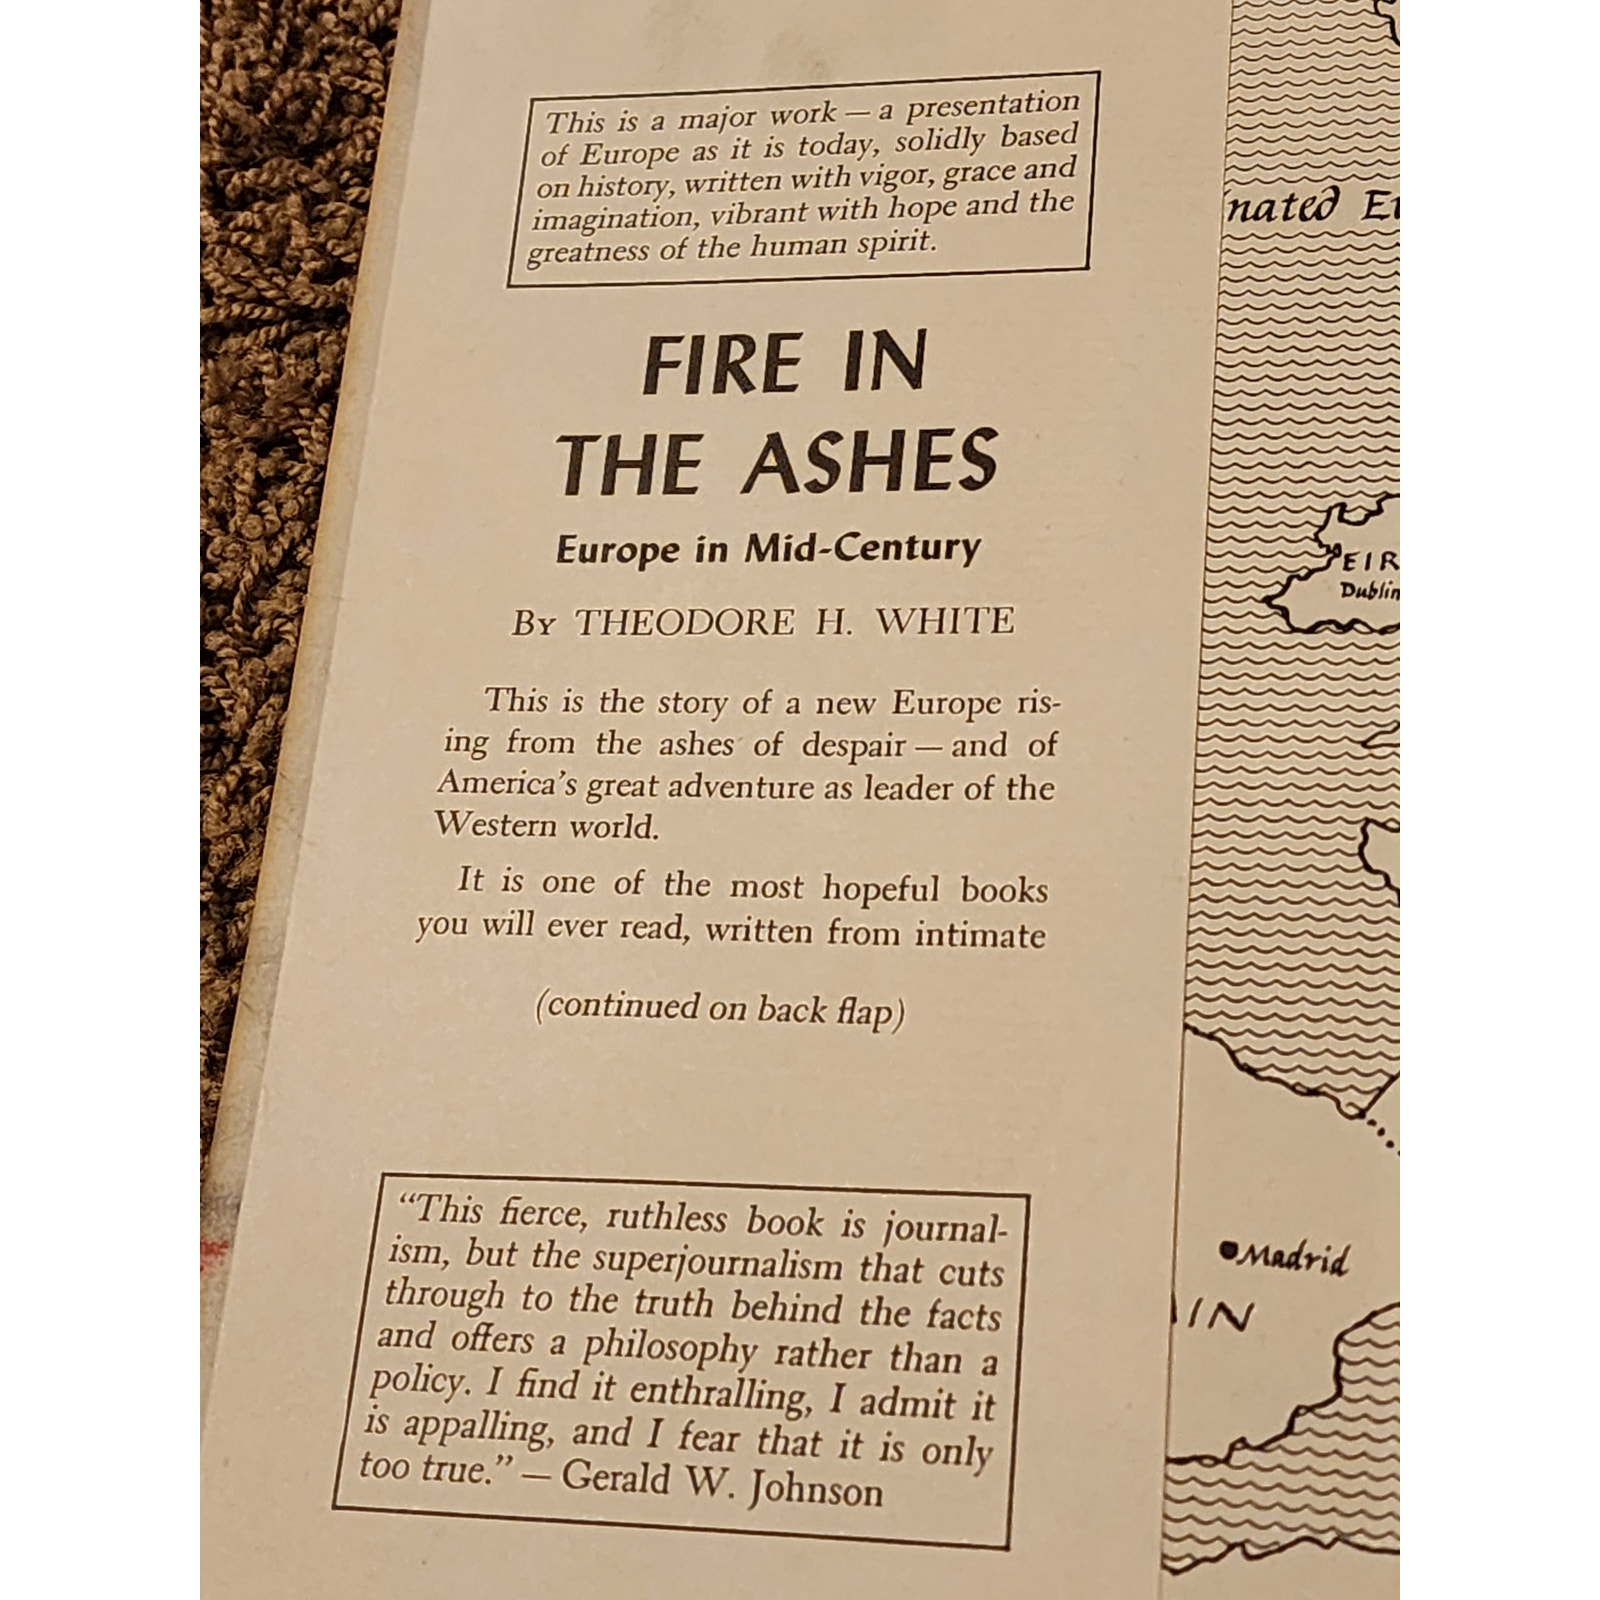 This is a major work — a presentation
of Europe as it is today, solidly based
on history, written with vigor, grace and
imagination, vibrant with hope and the
greatness of the human spirit.
FIRE IN
THE ASHES
Europe in Mid-Century
By THEODORE H. WHITE
This is the story of a new Europe ris-
ing from the ashes of despair — and of
America's great adventure as leader of the
Western world.
It is one of the most hopeful books
you will ever read, written from intimate
(continued on back flap)
“This fierce, ruthless book is journal-
ism, but the superjournalism that cuts
through to the truth behind the facts
and offers a philosophy rather than a
policy. I find it enthralling, I admit it
is appalling, and I fear that it is only
too true.” — Gerald W. Johnson
Dublin
Madrid